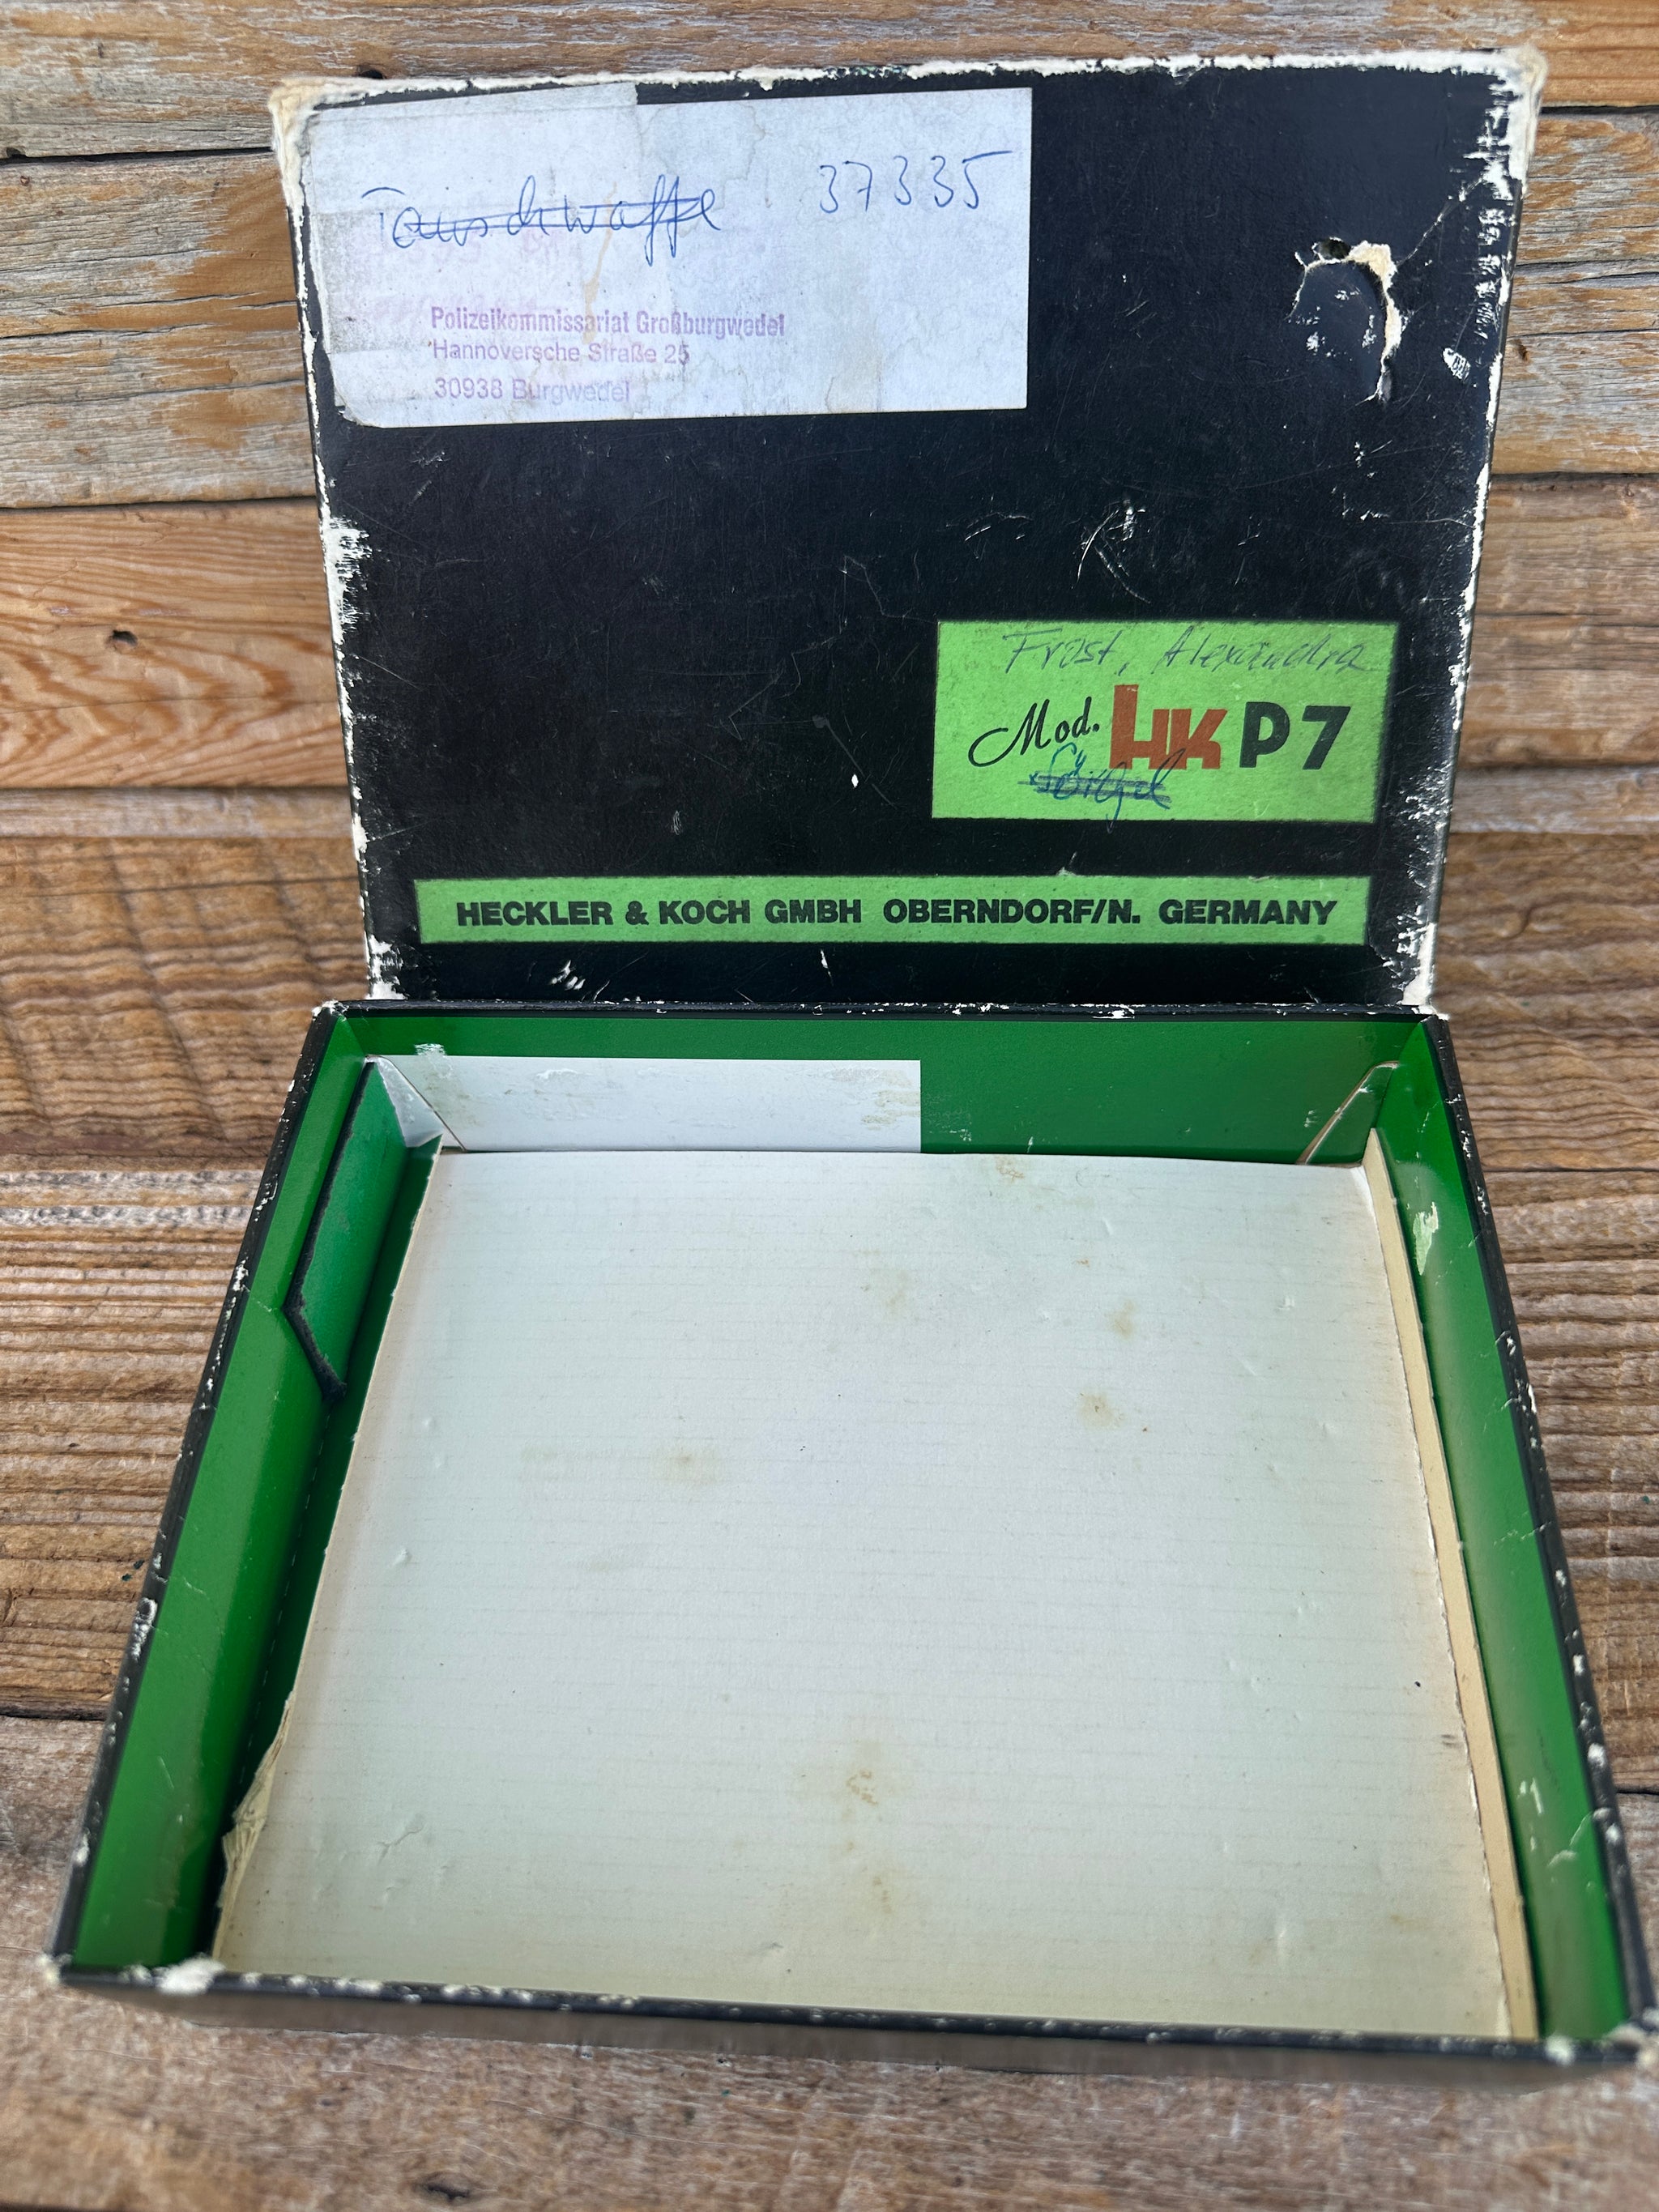 Tauschwaffe 37335
Polizeikommissariat Großburgwedel
Hannoversche Straße 25
30938 Burgwedel
Frost, Alexandra
Mod. HK P7
HECKLER & KOCH GMBH OBERNDORF/N. GERMANY